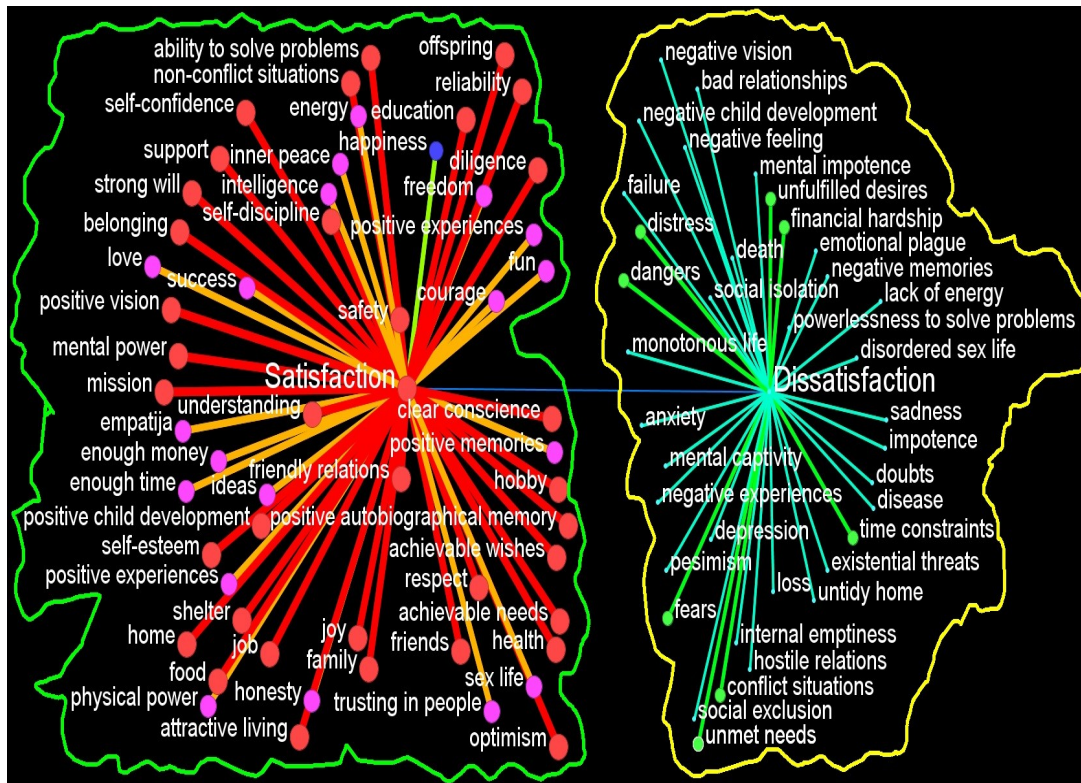 ability to solve problems
offspring
non-conflict situations
reliability
self-confidence
energy
education
happiness
support
inner peace
diligence
strong will
intelligence
freedom
self-discipline
belonging
positive experiences
love
success
fun
courage
positive vision
safety
mental power
Satisfaction
mission
understanding
clear conscience
empatija
positive memories
enough money
friendly relations
hobby
enough time
ideas
positive child development
positive autobiographical memory
self-esteem
achievable wishes
positive experiences
respect
shelter
achievable needs
home
job
joy
friends
health
food
family
physical power
honesty
sex life
trusting in people
attractive living
optimism
negative vision
bad relationships
negative child development
negative feeling
mental impotence
failure
unfulfilled desires
distress
financial hardship
death
emotional plague
dangers
negative memories
social isolation
lack of energy
powerlessness to solve problems
monotonous life
disordered sex life
Dissatisfaction
anxiety
sadness
impotence
mental captivity
doubts
negative experiences
disease
depression
time constraints
pesimism
existential threats
loss
untidy home
fears
internal emptiness
hostile relations
conflict situations
social exclusion
unmet needs